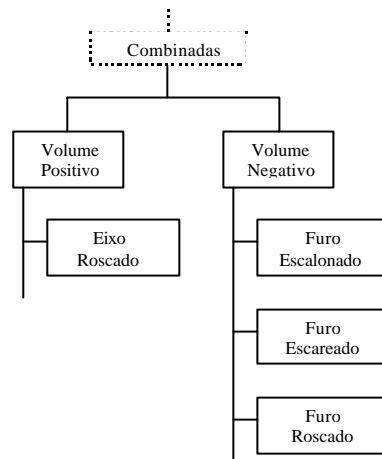 Combinadas
Volume
Positivo
Volume
Negativo
Eixo
Roscado
Furo
Escalonado
Furo
Escareado
Furo
Roscado